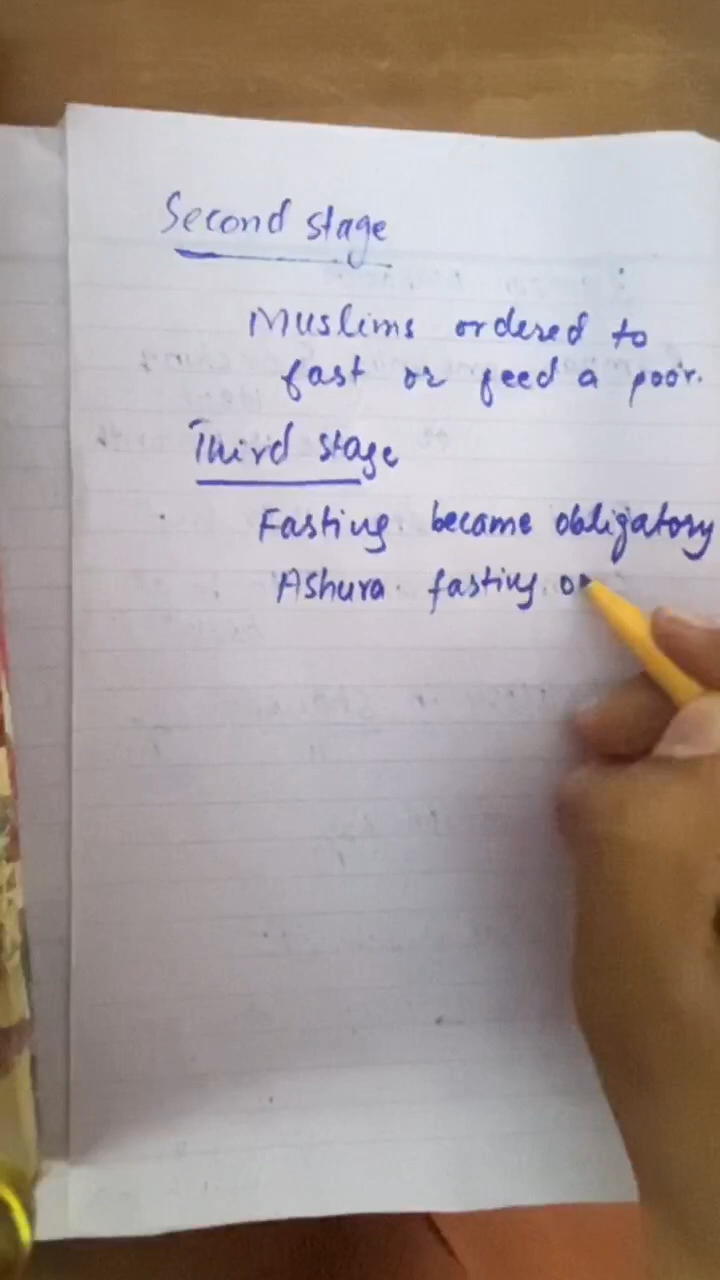 Second stage
Muslims ordered to
fast or feed a poor.
Third stage
Fasting became obligatory
Ashura fasting